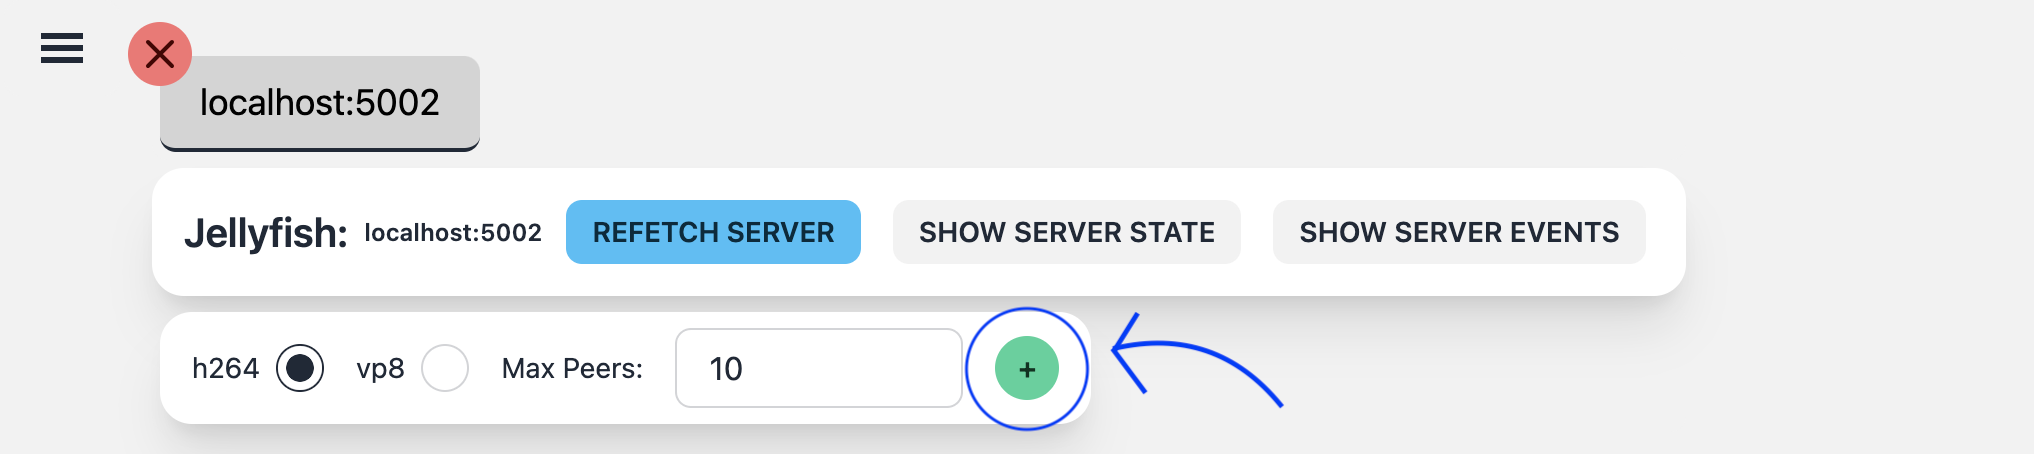 localhost:5002
Jellyfish: localhost:5002 REFETCH SERVER SHOW SERVER STATE SHOW SERVER EVENTS
h264 vp8 Max Peers: 10 +